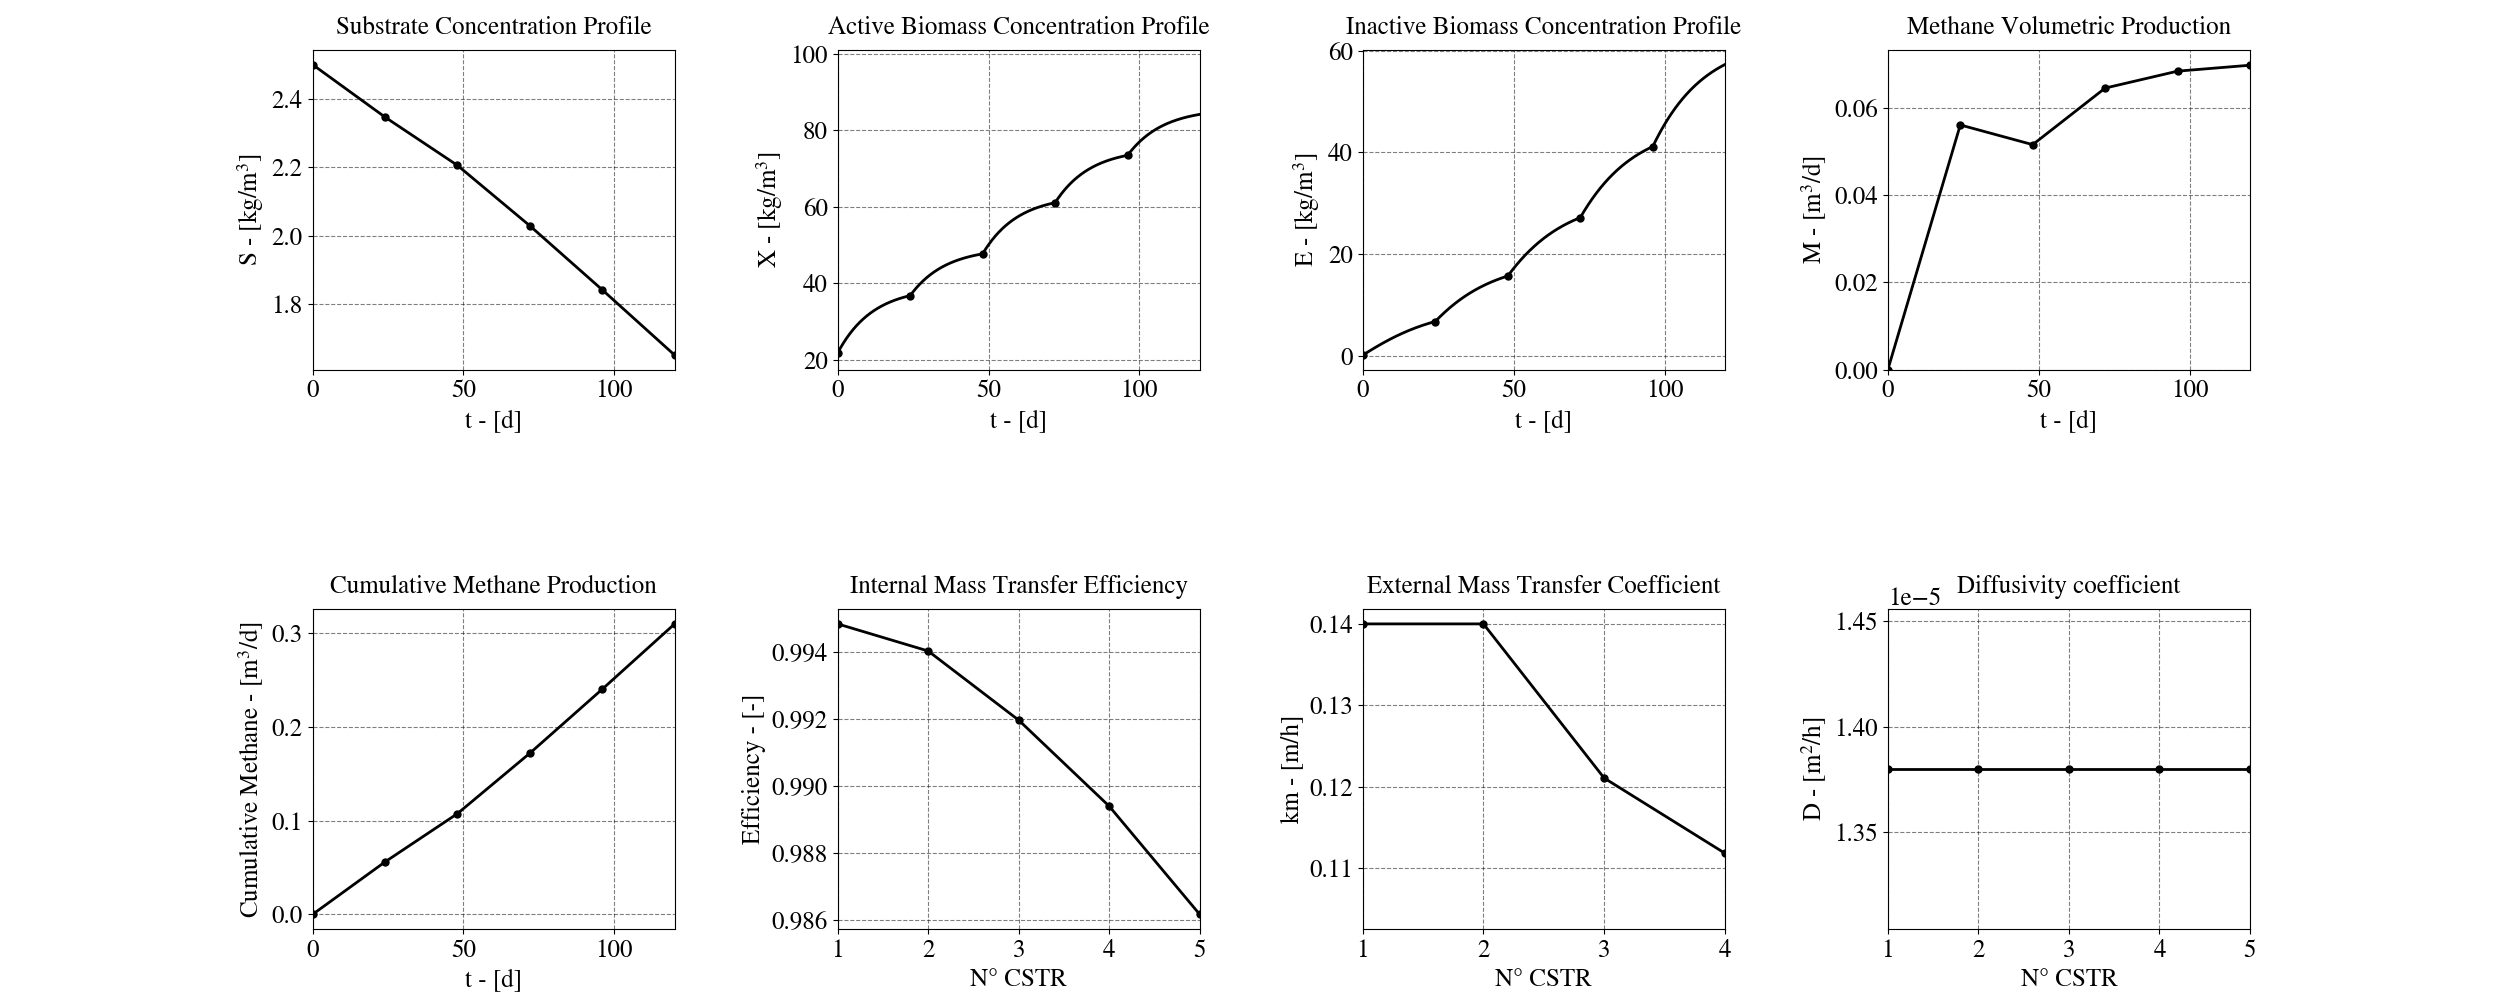 Substrate Concentration Profile
S - [kg/m³]
2.4
2.2
2.0
1.8
0 50 100
t - [d]
Active Biomass Concentration Profile
X - [kg/m³]
100
80
60
40
20
0 50 100
t - [d]
Inactive Biomass Concentration Profile
E - [kg/m³]
60
40
20
0
0 50 100
t - [d]
Methane Volumetric Production
M - [m³/d]
0.06
0.04
0.02
0.00
0 50 100
t - [d]
Cumulative Methane Production
Cumulative Methane - [m³/d]
0.3
0.2
0.1
0.0
0 50 100
t - [d]
Internal Mass Transfer Efficiency
Efficiency - [-]
0.994
0.992
0.990
0.988
0.986
1 2 3 4 5
N° CSTR
External Mass Transfer Coefficient
km - [m/h]
0.14
0.13
0.12
0.11
1 2 3 4
N° CSTR
Diffusivity coefficient
1e−5
D - [m²/h]
1.45
1.40
1.35
1 2 3 4 5
N° CSTR